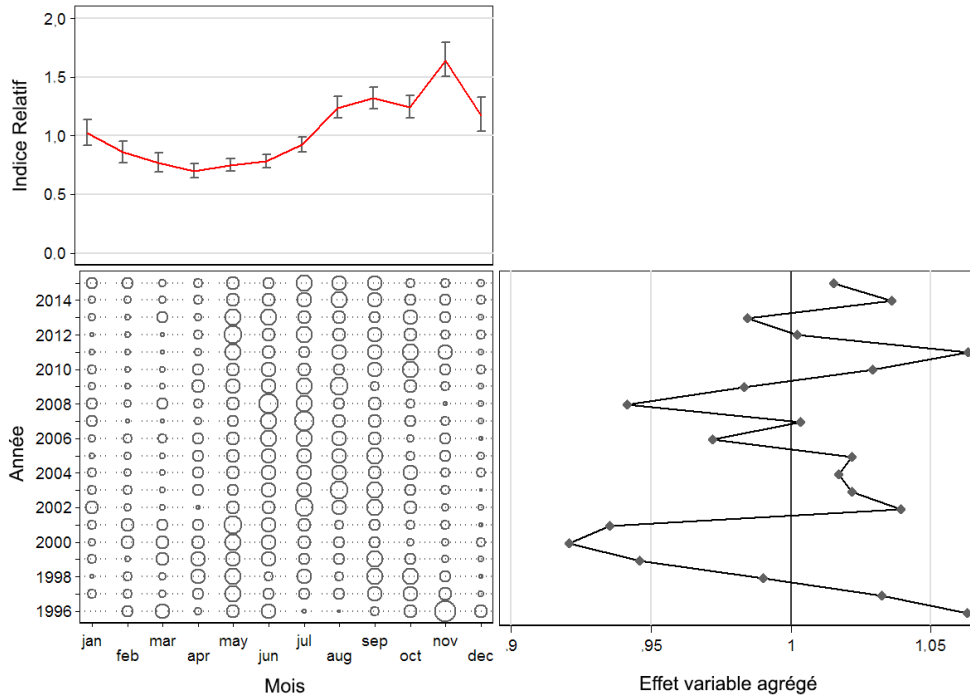 Indice Relatif
2.0
1.5
1.0
0.5
0.0
Année
2014
2012
2010
2008
2006
2004
2002
2000
1998
1996
jan mar may jul sep nov
feb apr jun aug oct dec
Mois
.9 .95 1 1.05
Effet variable agrégé